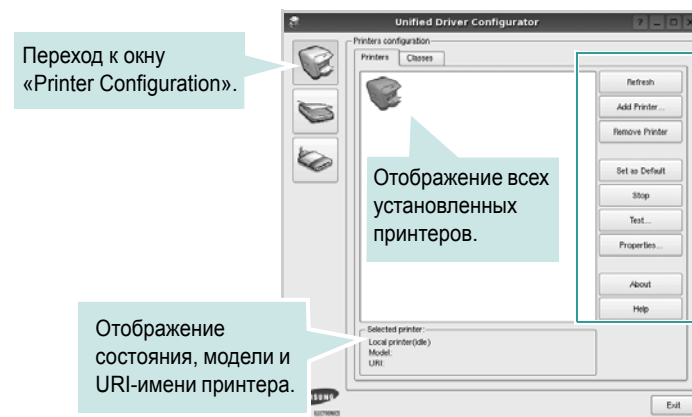 Unified Driver Configurator
Переход к окну
«Printer Configuration».
Printers configuration
Printers
Classes
Refresh
Add Printer...
Remove Printer
Set as Default
Stop
Test...
Properties...
About
Help
Отображение всех
установленных
принтеров.
Отображение
состояния, модели и
URI-имени принтера.
Selected printer:
Local printer(idle)
Model:
URI:
ELECTRONICS
Exit